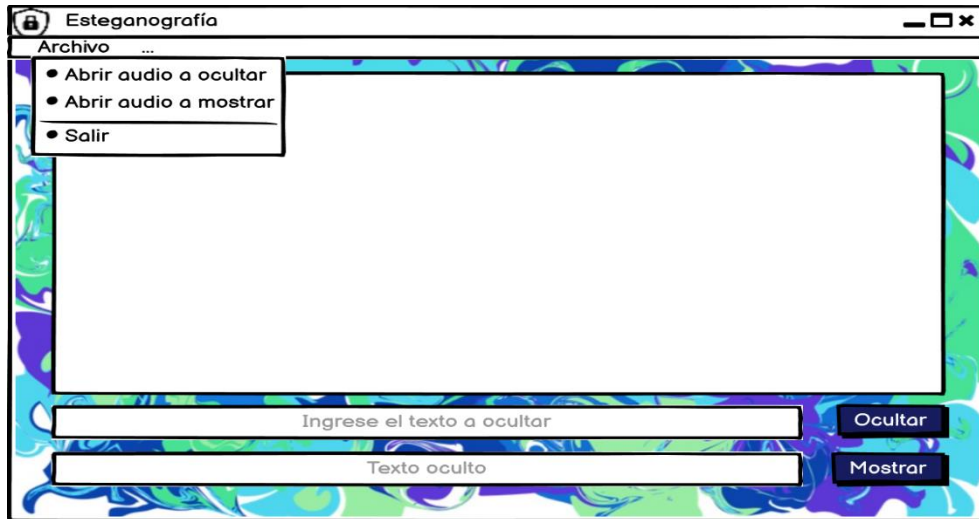 Esteganografía
Archivo ...
Abrir audio a ocultar
Abrir audio a mostrar
Salir
Ingrese el texto a ocultar
Ocultar
Texto oculto
Mostrar